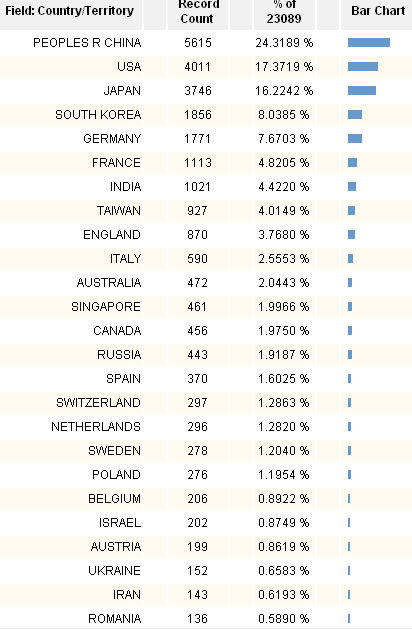 Field: Country/Territory Record Count % of 23089 Bar Chart
PEOPLES R CHINA 5615 24.3189 %
USA 4011 17.3719 %
JAPAN 3746 16.2242 %
SOUTH KOREA 1856 8.0385 %
GERMANY 1771 7.6703 %
FRANCE 1113 4.8205 %
INDIA 1021 4.4220 %
TAIWAN 927 4.0149 %
ENGLAND 870 3.7680 %
ITALY 590 2.5553 %
AUSTRALIA 472 2.0443 %
SINGAPORE 461 1.9966 %
CANADA 456 1.9750 %
RUSSIA 443 1.9187 %
SPAIN 370 1.6025 %
SWITZERLAND 297 1.2863 %
NETHERLANDS 296 1.2820 %
SWEDEN 278 1.2040 %
POLAND 276 1.1954 %
BELGIUM 206 0.8922 %
ISRAEL 202 0.8749 %
AUSTRIA 199 0.8619 %
UKRAINE 152 0.6583 %
IRAN 143 0.6193 %
ROMANIA 136 0.5890 %